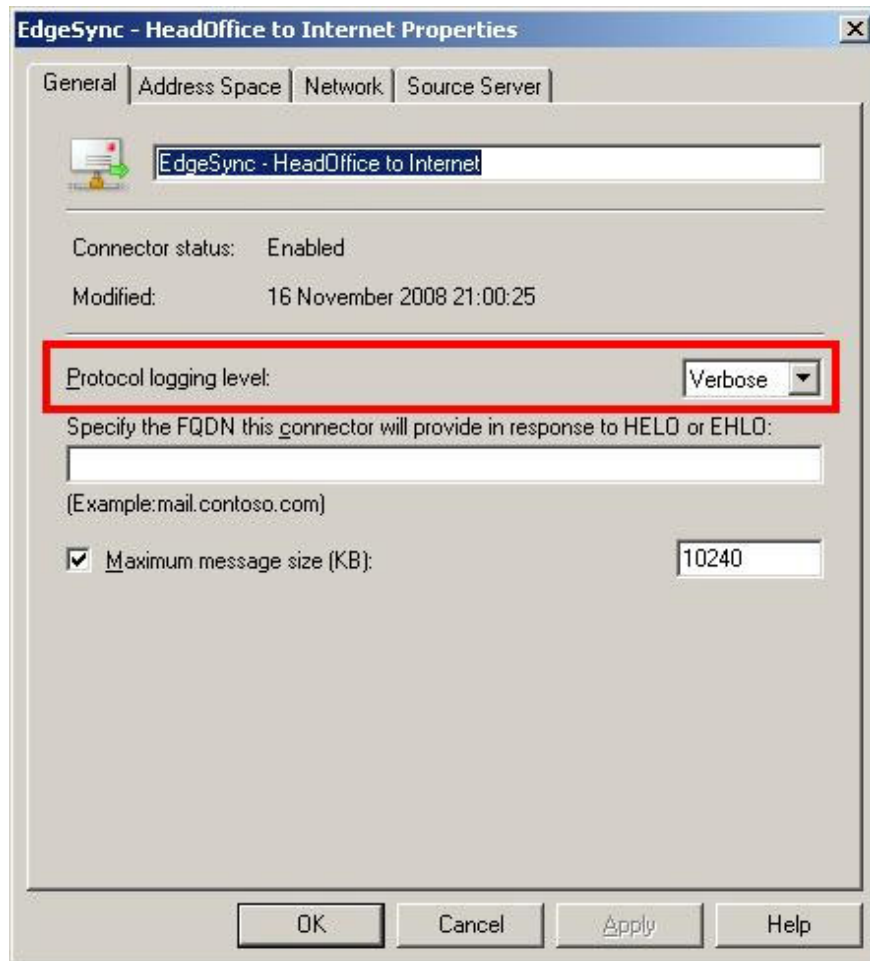 EdgeSync - HeadOffice to Internet Properties
General Address Space Network Source Server
EdgeSync - HeadOffice to Internet
Connector status: Enabled
Modified: 16 November 2008 21:00:25
Protocol logging level: Verbose
Specify the FQDN this connector will provide in response to HELO or EHLO:
(Example:mail.contoso.com)
Maximum message size (KB): 10240
OK Cancel Apply Help